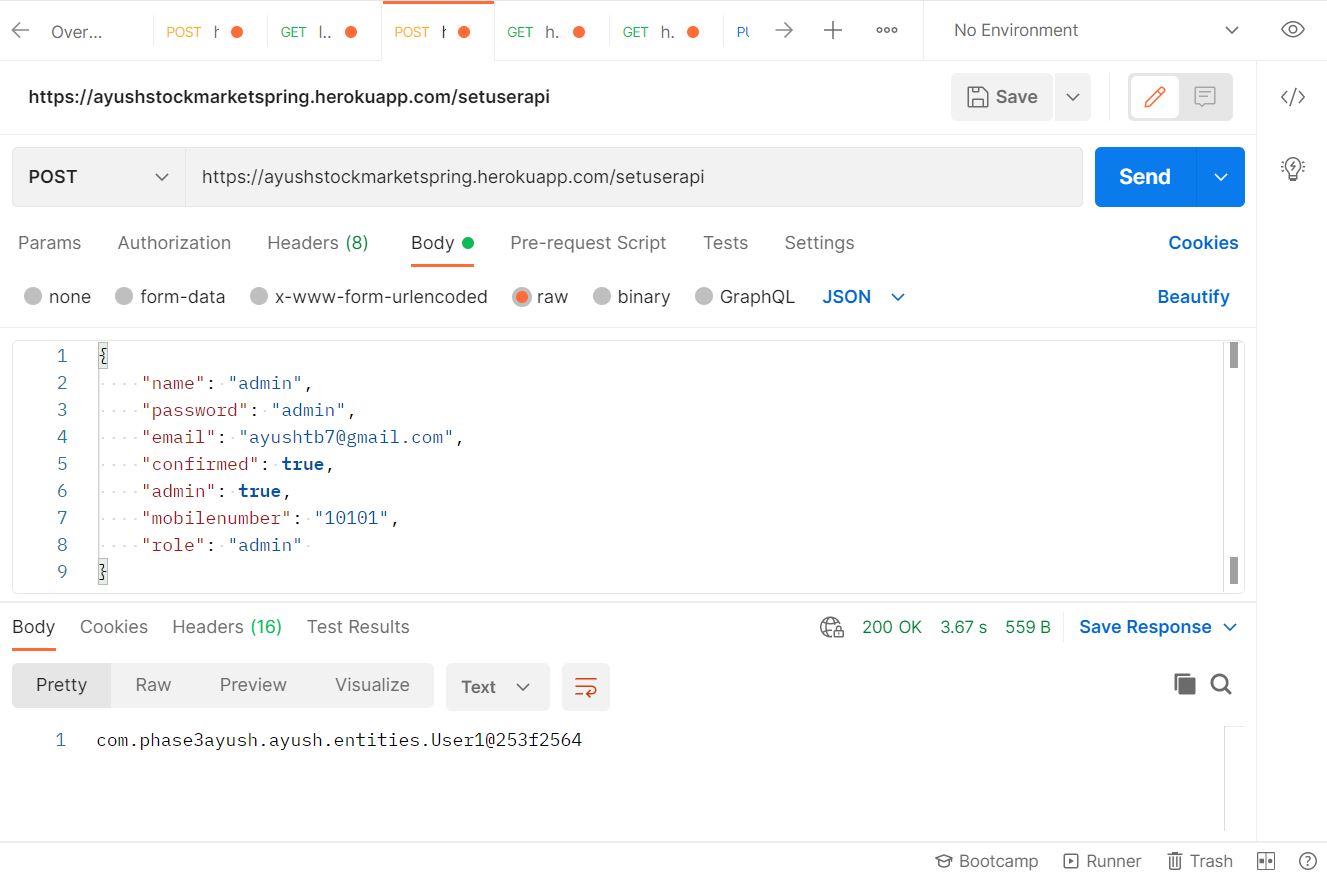 Over... POST h GET l.. POST h GET h. GET h. PU No Environment
https://ayushstockmarketspring.herokuapp.com/setuserapi Save </>
POST https://ayushstockmarketspring.herokuapp.com/setuserapi Send
Params Authorization Headers (8) Body Pre-request Script Tests Settings Cookies
none form-data x-www-form-urlencoded raw binary GraphQL JSON Beautify
1 {
2 "name": "admin",
3 "password": "admin",
4 "email": "ayushtb7@gmail.com",
5 "confirmed": true,
6 "admin": true,
7 "mobilenumber": "10101",
8 "role": "admin"
9 }
Body Cookies Headers (16) Test Results 200 OK 3.67 s 559 B Save Response
Pretty Raw Preview Visualize Text
1 com.phase3ayush.ayush.entities.User1@253f2564
Bootcamp Runner Trash